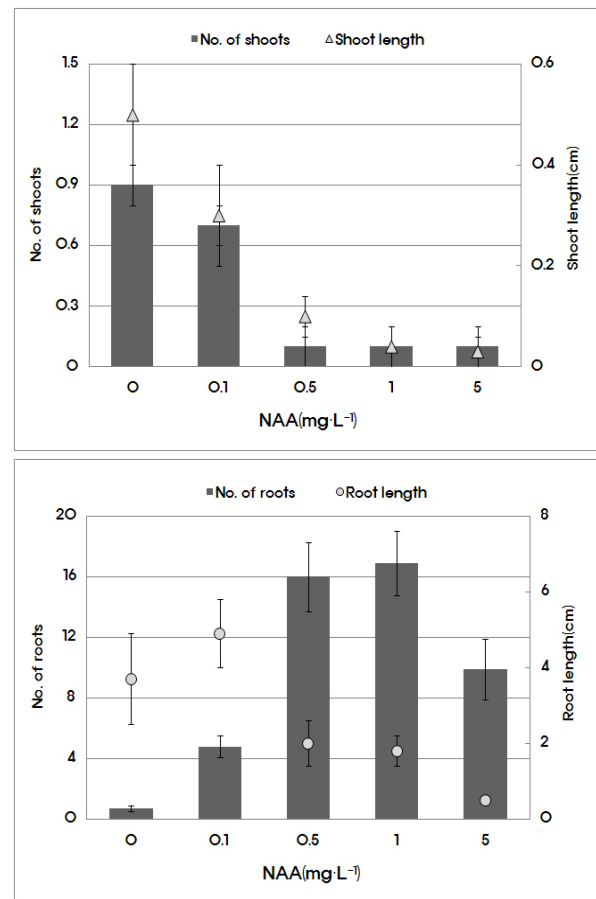 No. of shoots Shoot length
1.5
1.2
0.9
0.6
0.3
0
No. of shoots
0.6
0.4
0.2
0
Shoot length(cm)
0 0.1 0.5 1 5
NAA(mg·L⁻¹)
No. of roots Root length
20
16
12
8
4
0
No. of roots
8
6
4
2
0
Root length(cm)
0 0.1 0.5 1 5
NAA(mg·L⁻¹)